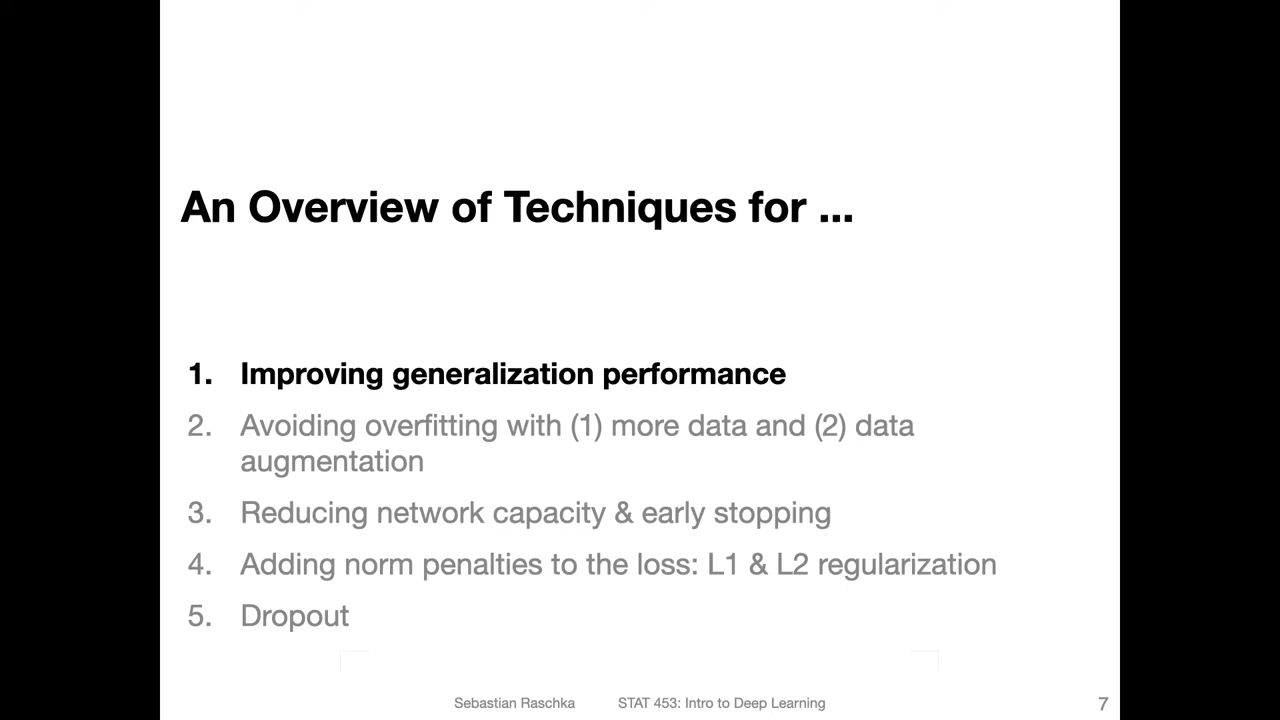 An Overview of Techniques for ...
1. Improving generalization performance
2. Avoiding overfitting with (1) more data and (2) data
augmentation
3. Reducing network capacity & early stopping
4. Adding norm penalties to the loss: L1 & L2 regularization
5. Dropout
Sebastian Raschka STAT 453: Intro to Deep Learning 7